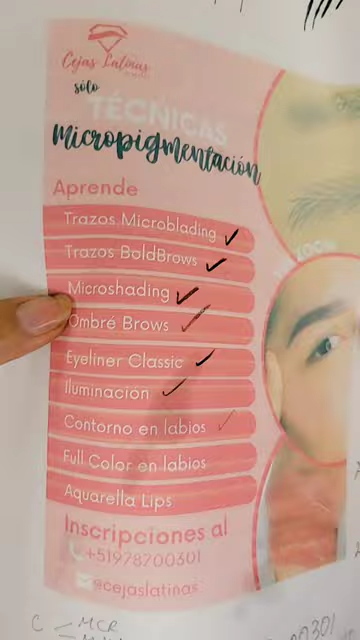 Cejas Latinas
sólo
TÉCNICAS
Micropigmentación
Aprende
Trazos Microblading
Trazos BoldBrows
Microshading
Ombré Brows
Eyeliner Classic
Iluminación
Contorno en labios
Full Color en labios
Aquarella Lips
Inscripciones al
+51978700301
@cejaslatinas
C MCR